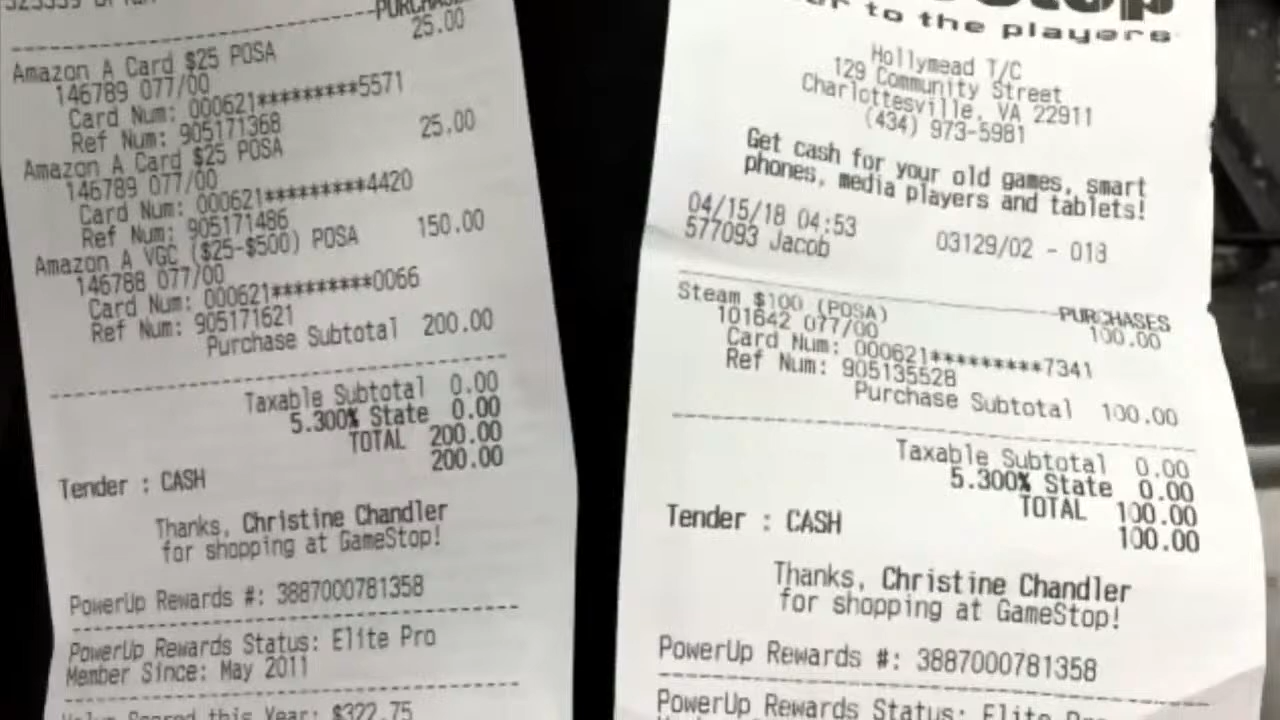 PURCHASES
25.00
Amazon A Card $25 POSA
146789 077/00
Card Num: 000621*********5571
Ref Num: 905171368
25.00
Amazon A Card $25 POSA
146789 077/00
Card Num: 000621*********4420
Ref Num: 905171486
Amazon A VGC ($25-$500) POSA 150.00
146788 077/00
Card Num: 000621*********0066
Ref Num: 905171621
Purchase Subtotal 200.00
Taxable Subtotal 0.00
5.300% State 0.00
TOTAL 200.00
200.00
Tender : CASH
Thanks, Christine Chandler
for shopping at GameStop!
PowerUp Rewards #: 3887000781358
PowerUp Rewards Status: Elite Pro
Member Since: May 2011
this Year: $322.75
to the players
Hollymead T/C
129 Community Street
Charlottesville, VA 22911
(434) 973-5981
Get cash for your old games, smart
phones, media players and tablets!
04/15/18 04:53
577093 Jacob 03129/02 - 018
PURCHASES
Steam $100 (POSA) 100.00
101642 077/00
Card Num: 000621*********7341
Ref Num: 905135528
Purchase Subtotal 100.00
Taxable Subtotal 0.00
5.300% State 0.00
TOTAL 100.00
100.00
Tender : CASH
Thanks, Christine Chandler
for shopping at GameStop!
PowerUp Rewards #: 3887000781358
PowerUp Rewards Status: Elite